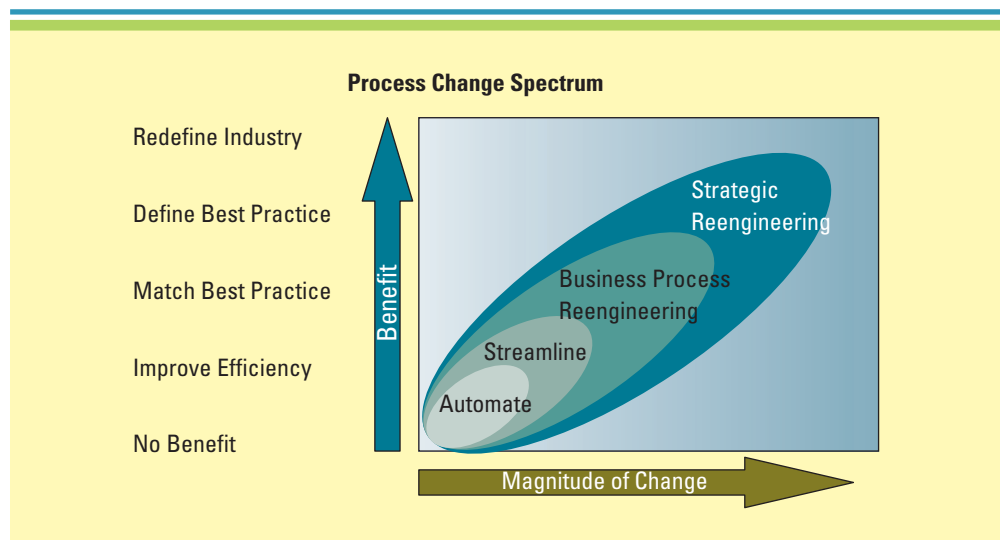 Process Change Spectrum
Redefine Industry
Define Best Practice
Match Best Practice
Improve Efficiency
No Benefit
Benefit
Strategic
Reengineering
Business Process
Reengineering
Streamline
Automate
Magnitude of Change